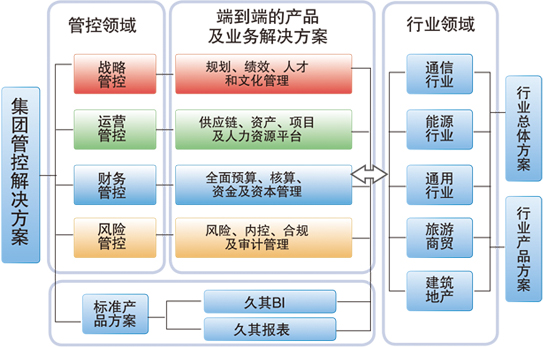 集团管控解决方案
管控领域
战略
管控
运营
管控
财务
管控
风险
管控
端到端的产品
及业务解决方案
规划、绩效、人才
和文化管理
供应链、资产、项目
及人力资源平台
全面预算、核算、
资金及资本管理
风险、内控、合规
及审计管理
标准产
品方案
久其BI
久其报表
行业领域
通信
行业
能源
行业
通用
行业
旅游
商贸
建筑
地产
行业总体方案
行业产品方案